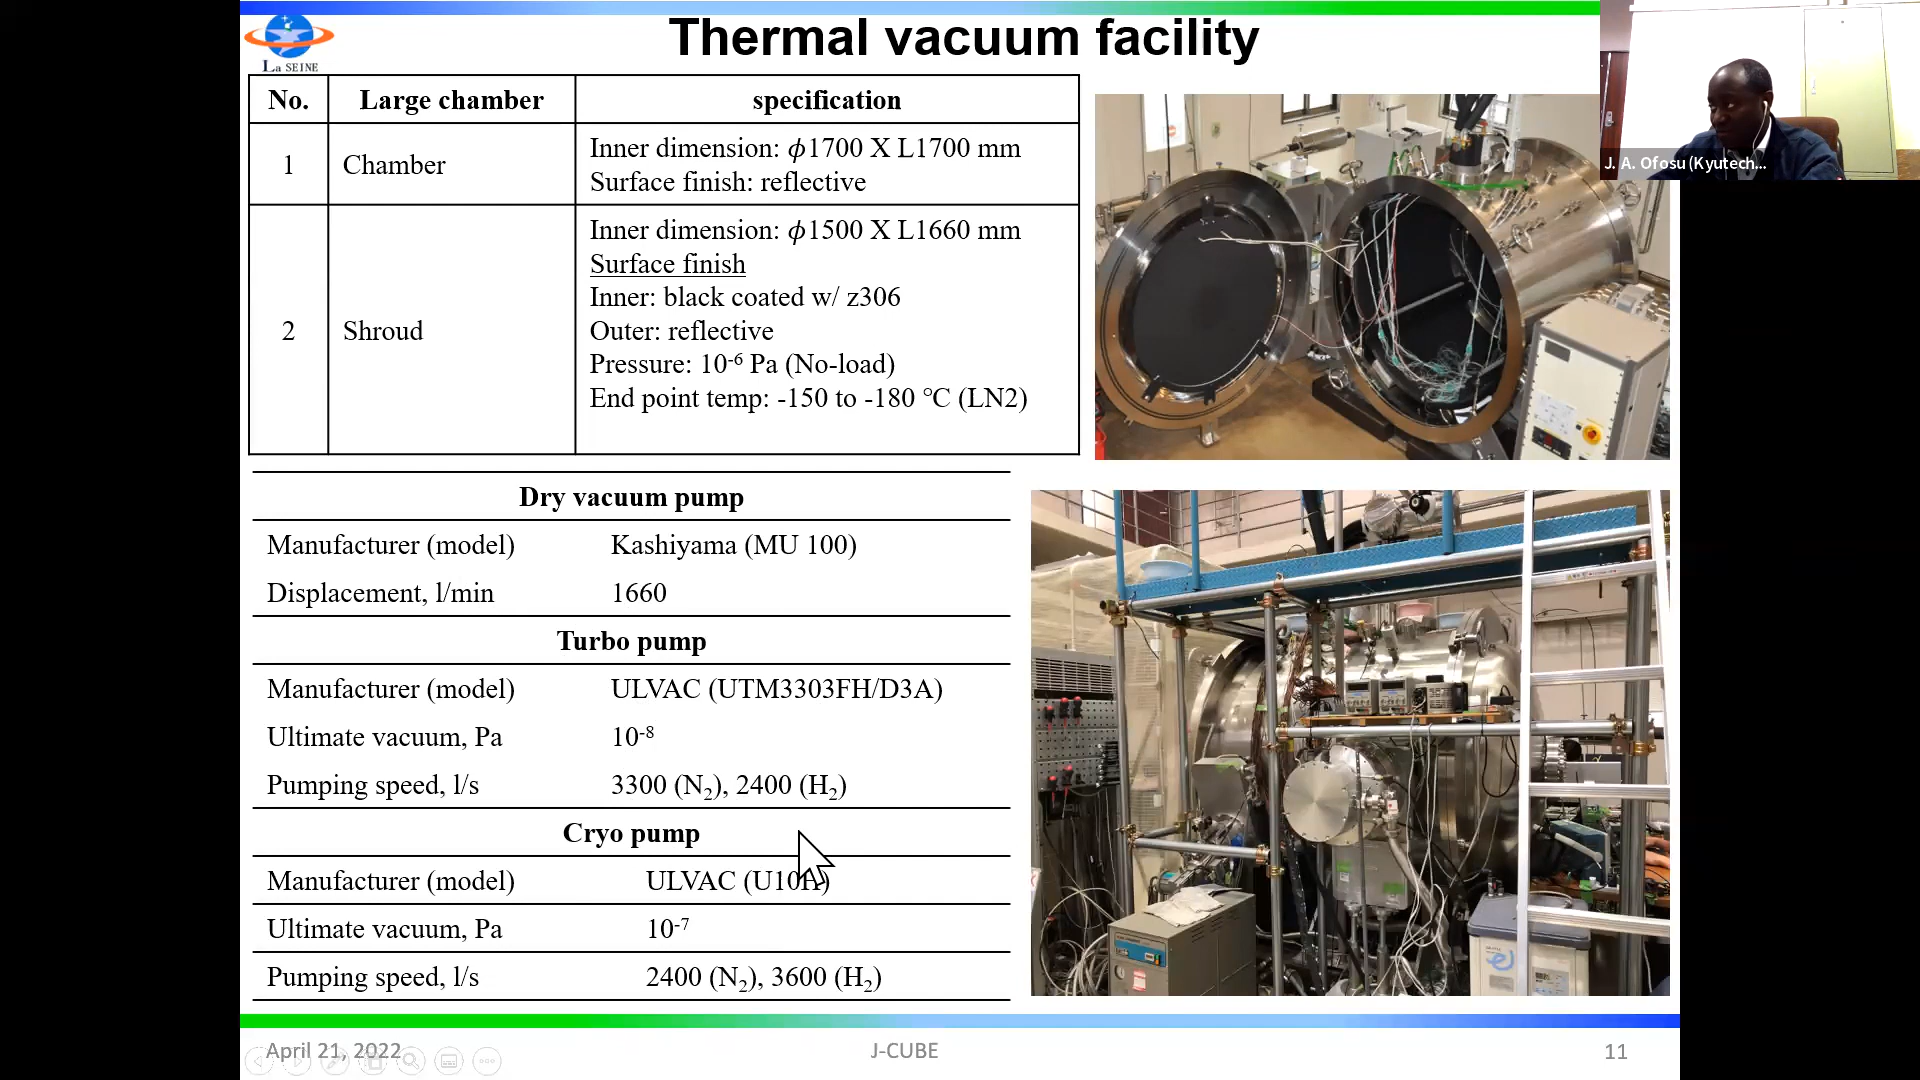 Thermal vacuum facility
La SEINE
No. Large chamber specification
1 Chamber Inner dimension: ϕ1700 X L1700 mm
Surface finish: reflective
2 Shroud Inner dimension: ϕ1500 X L1660 mm
Surface finish
Inner: black coated w/ z306
Outer: reflective
Pressure: 10⁻⁶ Pa (No-load)
End point temp: -150 to -180 ℃ (LN2)
Dry vacuum pump
Manufacturer (model) Kashiyama (MU 100)
Displacement, l/min 1660
Turbo pump
Manufacturer (model) ULVAC (UTM3303FH/D3A)
Ultimate vacuum, Pa 10⁻⁸
Pumping speed, l/s 3300 (N₂), 2400 (H₂)
Cryo pump
Manufacturer (model) ULVAC (U10H)
Ultimate vacuum, Pa 10⁻⁷
Pumping speed, l/s 2400 (N₂), 3600 (H₂)
J. A. Ofosu (Kyutech...
April 21, 2022 J-CUBE 11